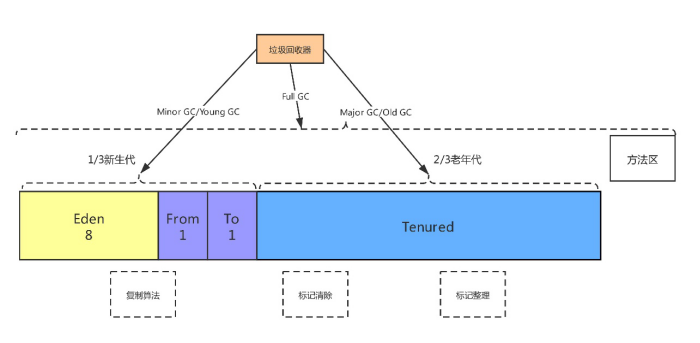 垃圾回收器
Full GC
Minor GC/Young GC
Major GC/Old GC
1/3新生代
2/3老年代
方法区
Eden
8
From
1
To
1
Tenured
复制算法
标记清除
标记整理